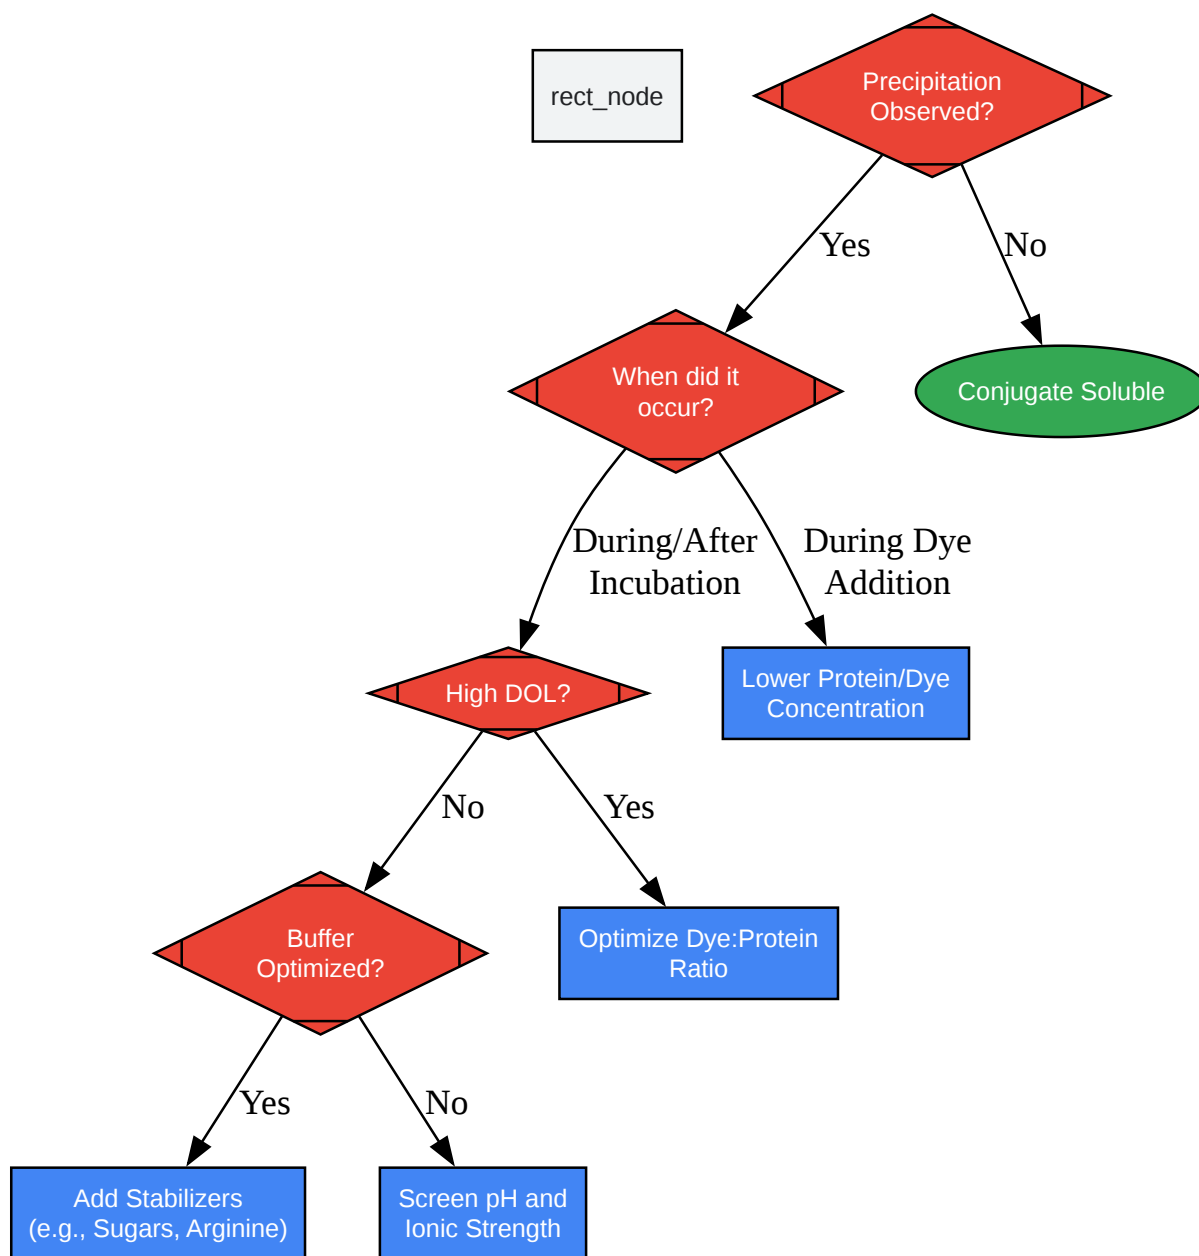 rect_node
Precipitation
Observed?
Yes
No
When did it
occur?
Conjugate Soluble
During/After
Incubation
During Dye
Addition
High DOL?
Lower Protein/Dye
Concentration
No
Yes
Buffer
Optimized?
Optimize Dye:Protein
Ratio
Yes
No
Add Stabilizers
(e.g., Sugars, Arginine)
Screen pH and
Ionic Strength